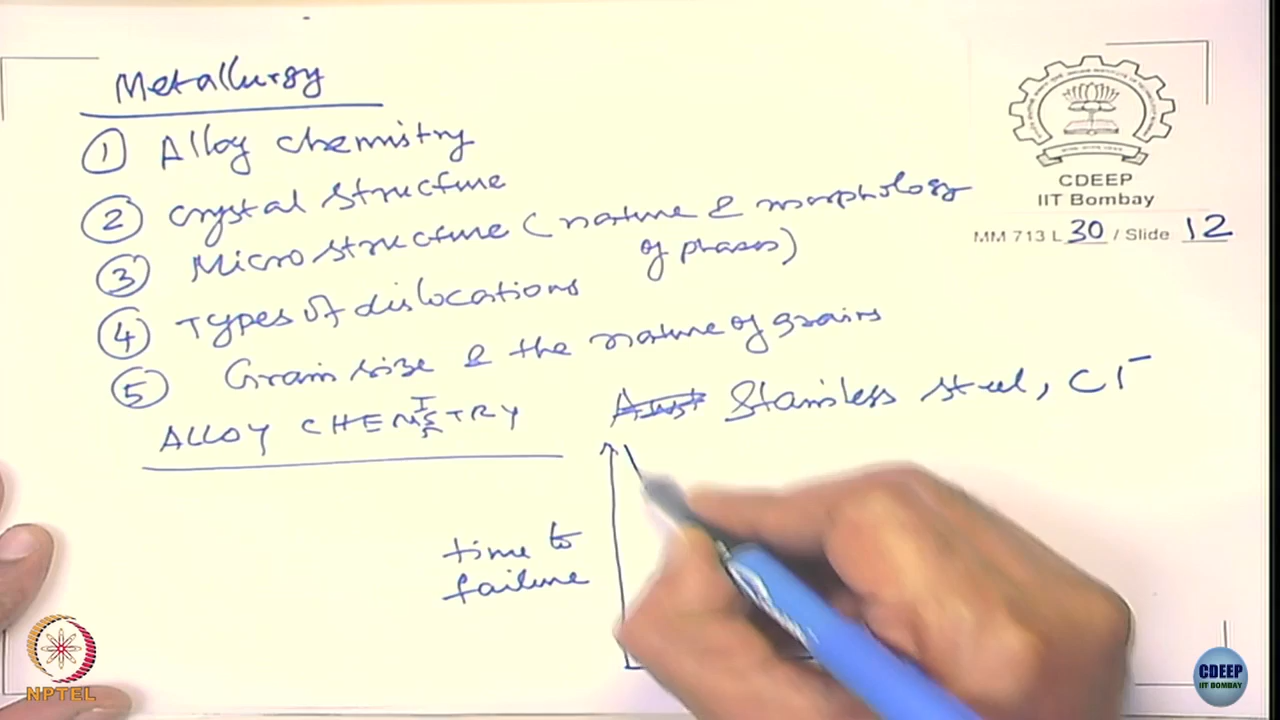 Metallurgy
① Alloy chemistry
② Crystal structure
③ Microstructure (nature & morphology
of phases)
④ Types of dislocations
⑤ Grain size & the nature of grains
ALLOY CHEMISTRY
Aust Stainless steel, Cl⁻
time to
failure
CDEEP
IIT Bombay
MM 713 L 30 / Slide 12
NPTEL
CDEEP
IIT BOMBAY